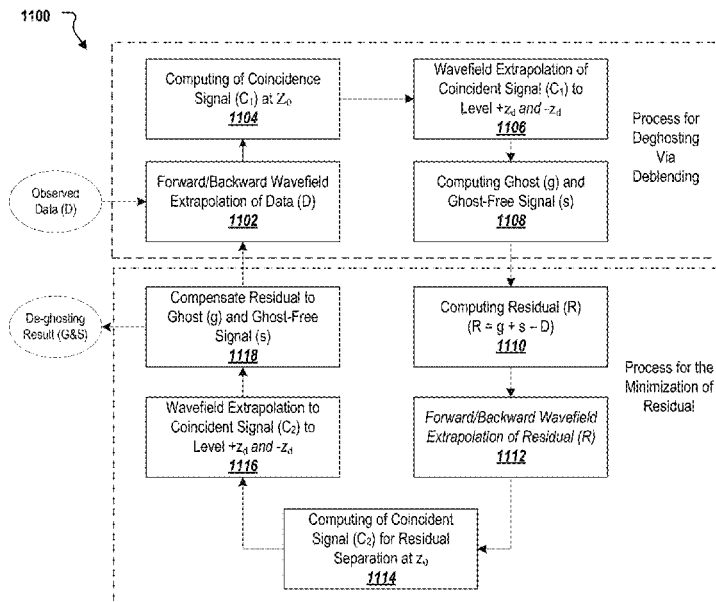 1100
Computing of Coincidence
Signal (C₁) at Z₀
1104
Wavefield Extrapolation of
Coincident Signal (C₁) to
Level +z_d and -z_d
1106
Process for
Deghosting
Via
Deblending
Observed
Data (D)
Forward/Backward Wavefield
Extrapolation of Data (D)
1102
Computing Ghost (g) and
Ghost-Free Signal (s)
1108
De-ghosting
Result (G&S)
Compensate Residual to
Ghost (g) and Ghost-Free
Signal (s)
1118
Computing Residual (R)
(R = g + s – D)
1110
Process for the
Minimization of
Residual
Wavefield Extrapolation to
Coincident Signal (C₂) to
Level +z_d and -z_d
1116
Forward/Backward Wavefield
Extrapolation of Residual (R)
1112
Computing of Coincident
Signal (C₂) for Residual
Separation at z₀
1114